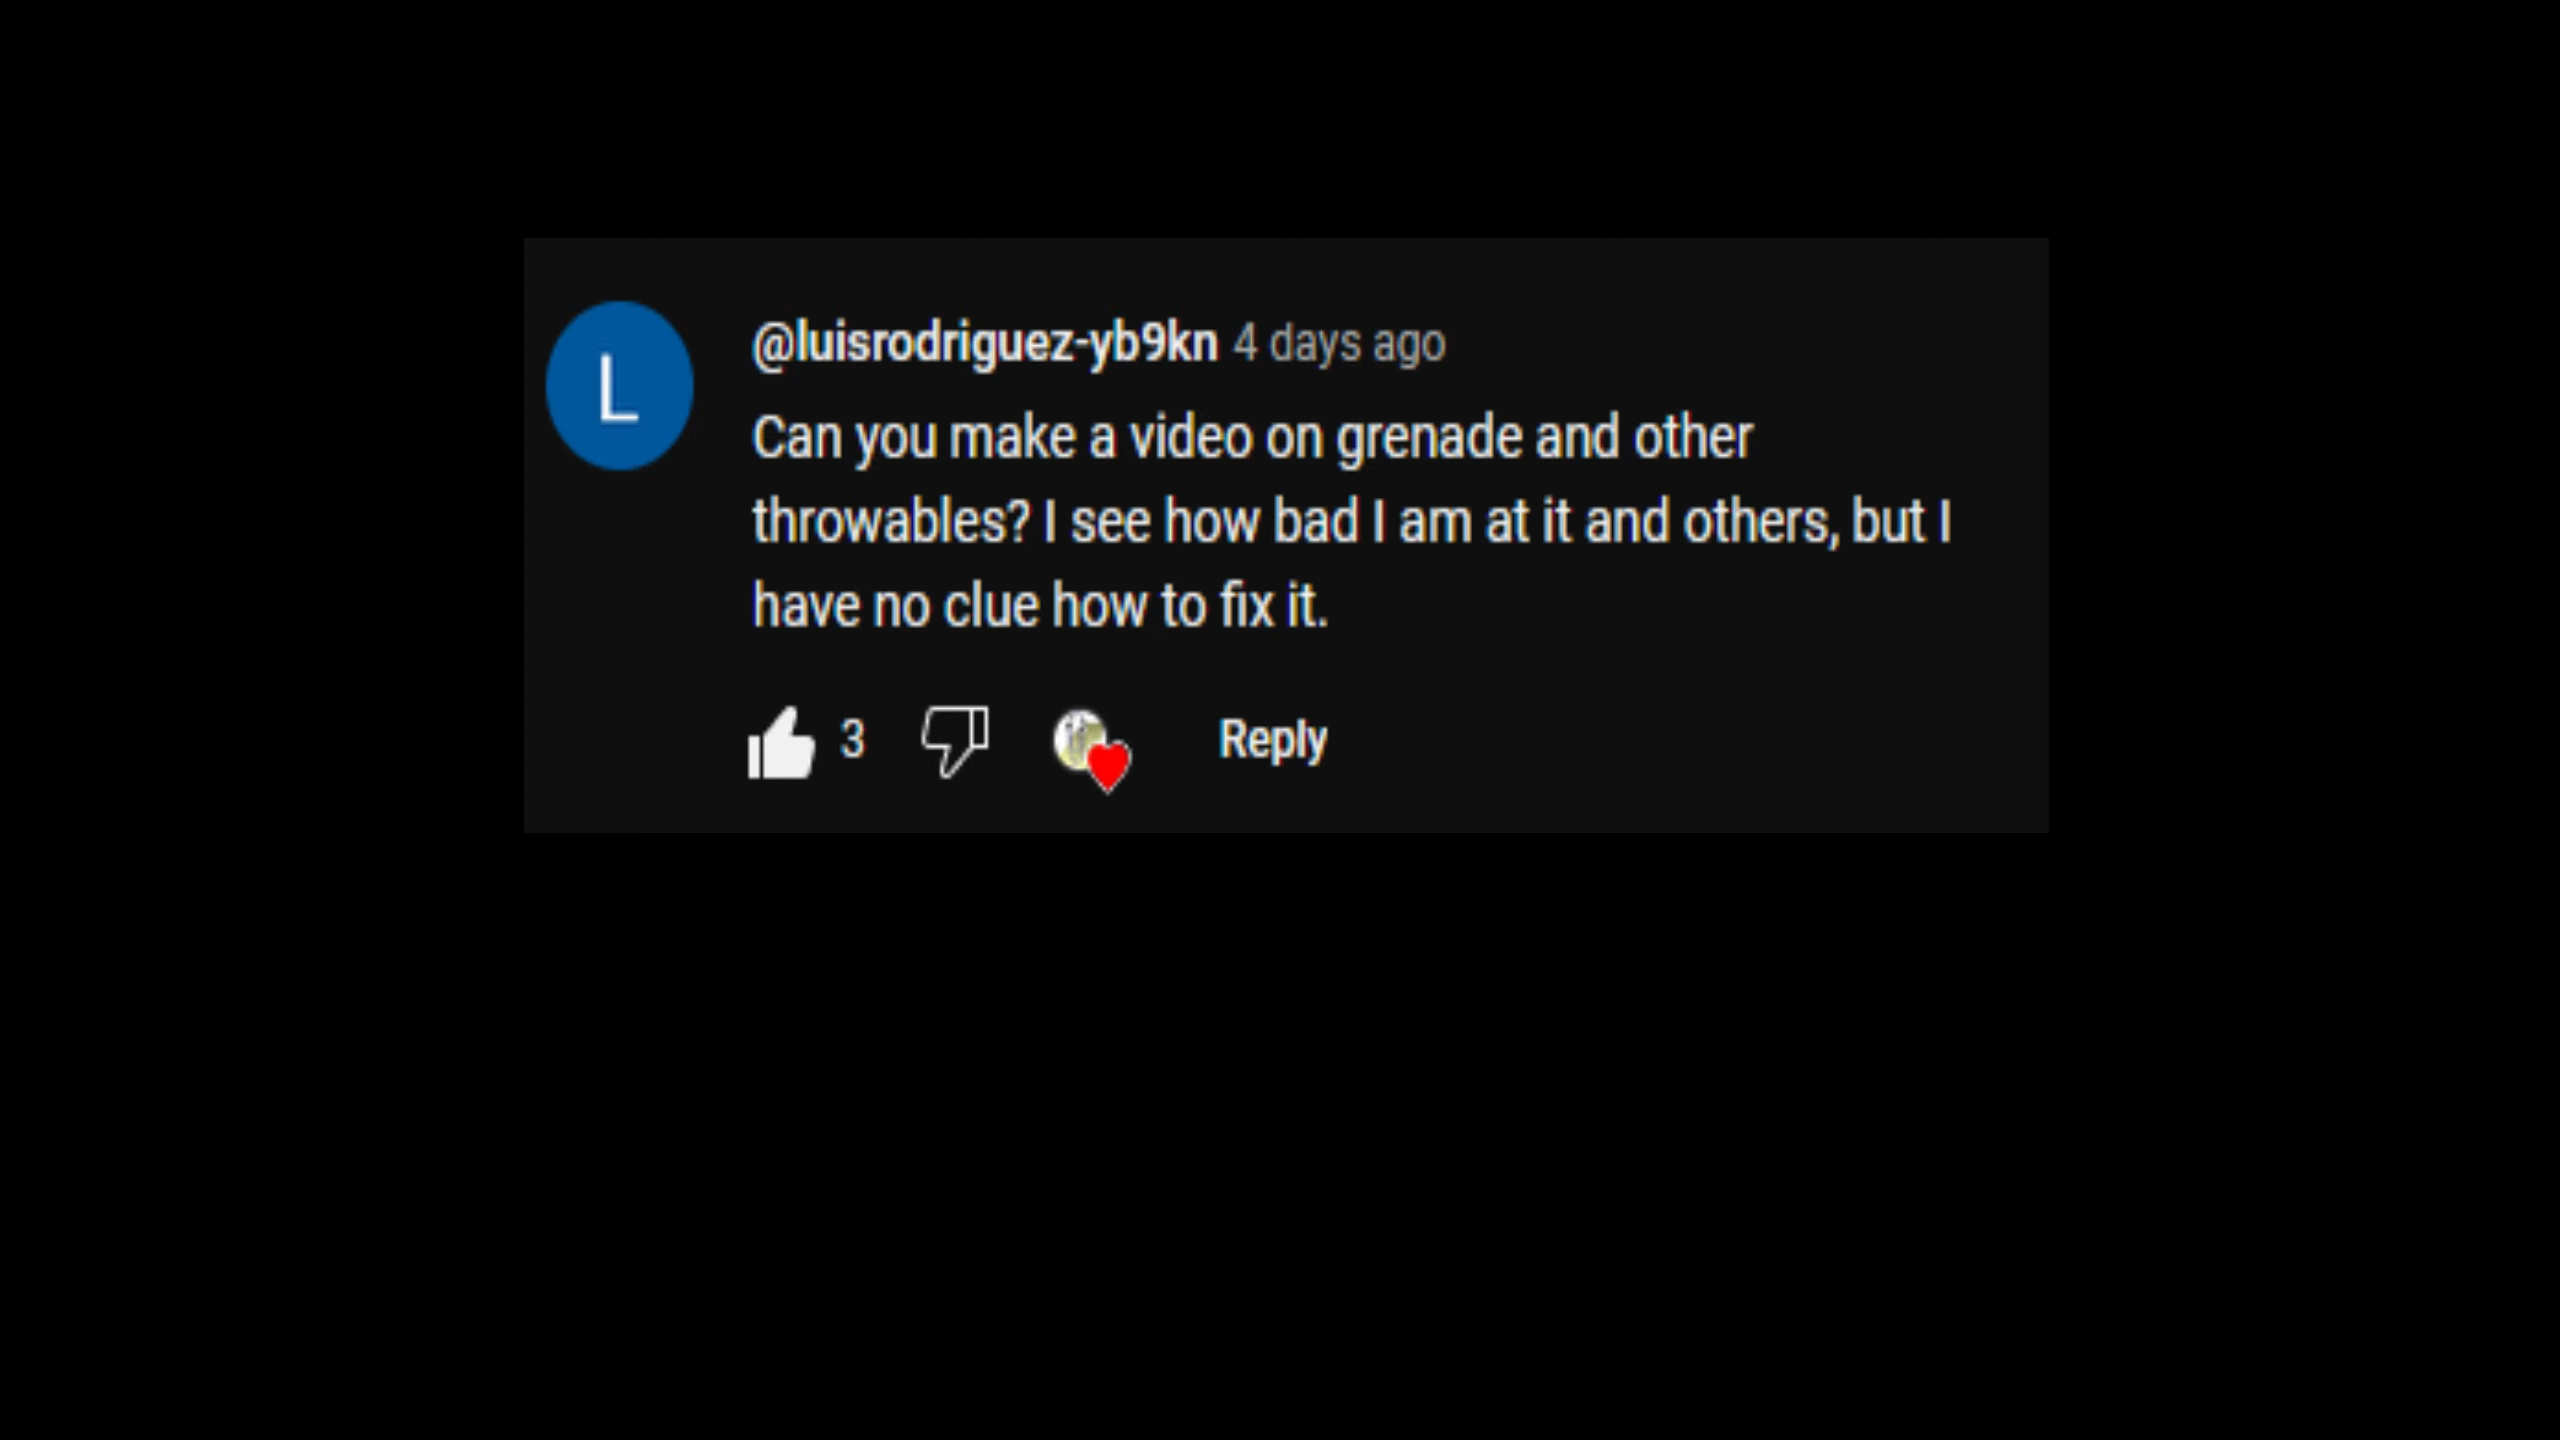 L
@luisrodriguez-yb9kn 4 days ago
Can you make a video on grenade and other
throwables? I see how bad I am at it and others, but I
have no clue how to fix it.
3 Reply